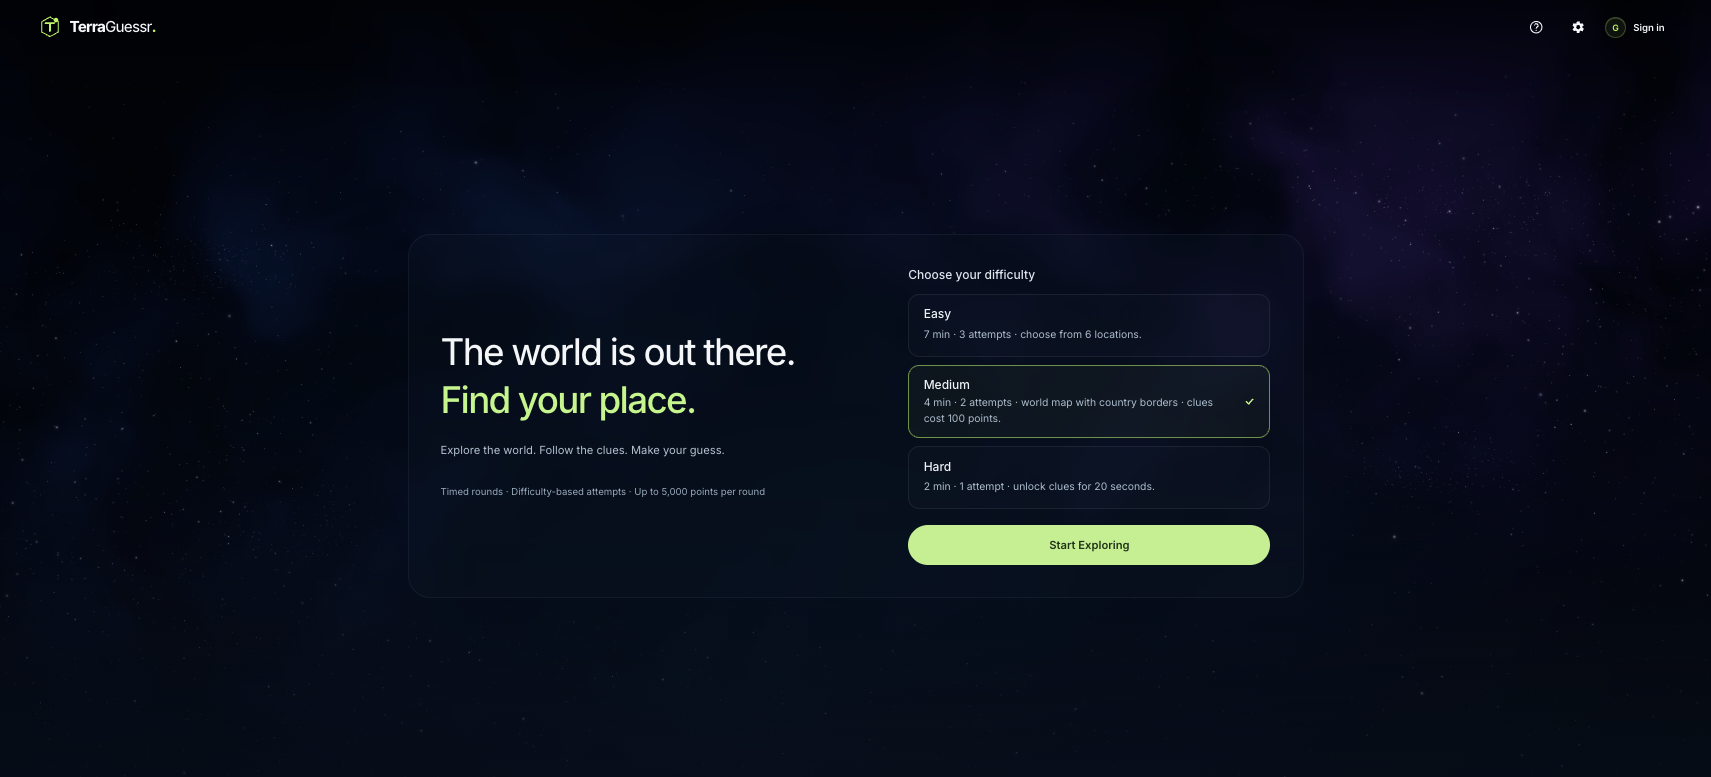 TerraGuessr.
G Sign in
The world is out there.
Find your place.
Explore the world. Follow the clues. Make your guess.
Timed rounds · Difficulty-based attempts · Up to 5,000 points per round
Choose your difficulty
Easy
7 min · 3 attempts · choose from 6 locations.
Medium
4 min · 2 attempts · world map with country borders · clues
cost 100 points.
Hard
2 min · 1 attempt · unlock clues for 20 seconds.
Start Exploring